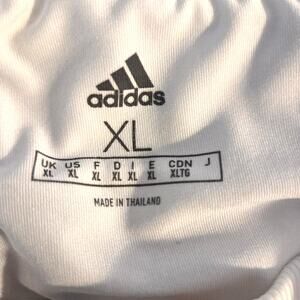 adidas
XL
UK US F D I E CDN J
XL XL XL XL XL XL XLTG
MADE IN THAILAND